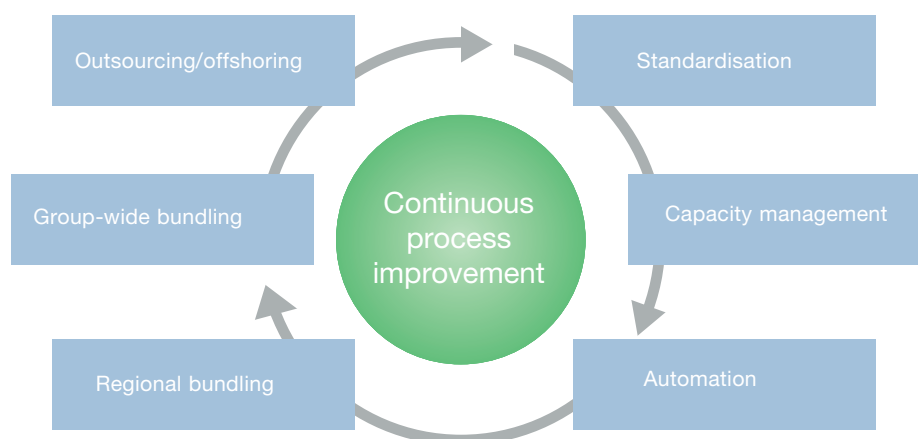 Outsourcing/offshoring
Standardisation
Continuous
process
improvement
Group-wide bundling
Capacity management
Regional bundling
Automation